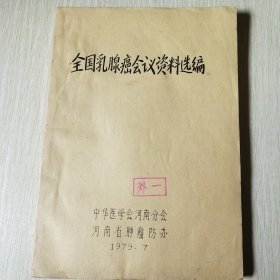 全国乳腺癌会议资料选编
外一
中华医学会河南分会
河南省肿瘤防办
1979.7